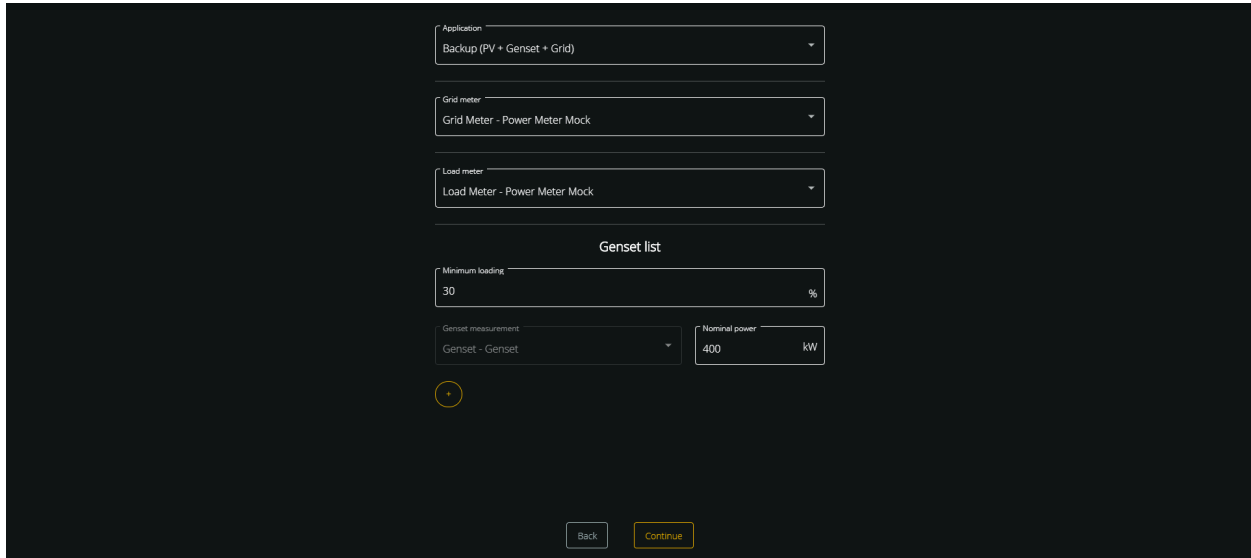 Application
Backup (PV + Genset + Grid)
Grid meter
Grid Meter - Power Meter Mock
Load meter
Load Meter - Power Meter Mock
Genset list
Minimum loading
30 %
Genset measurement Nominal power
Genset - Genset 400 kW
+
Back Continue